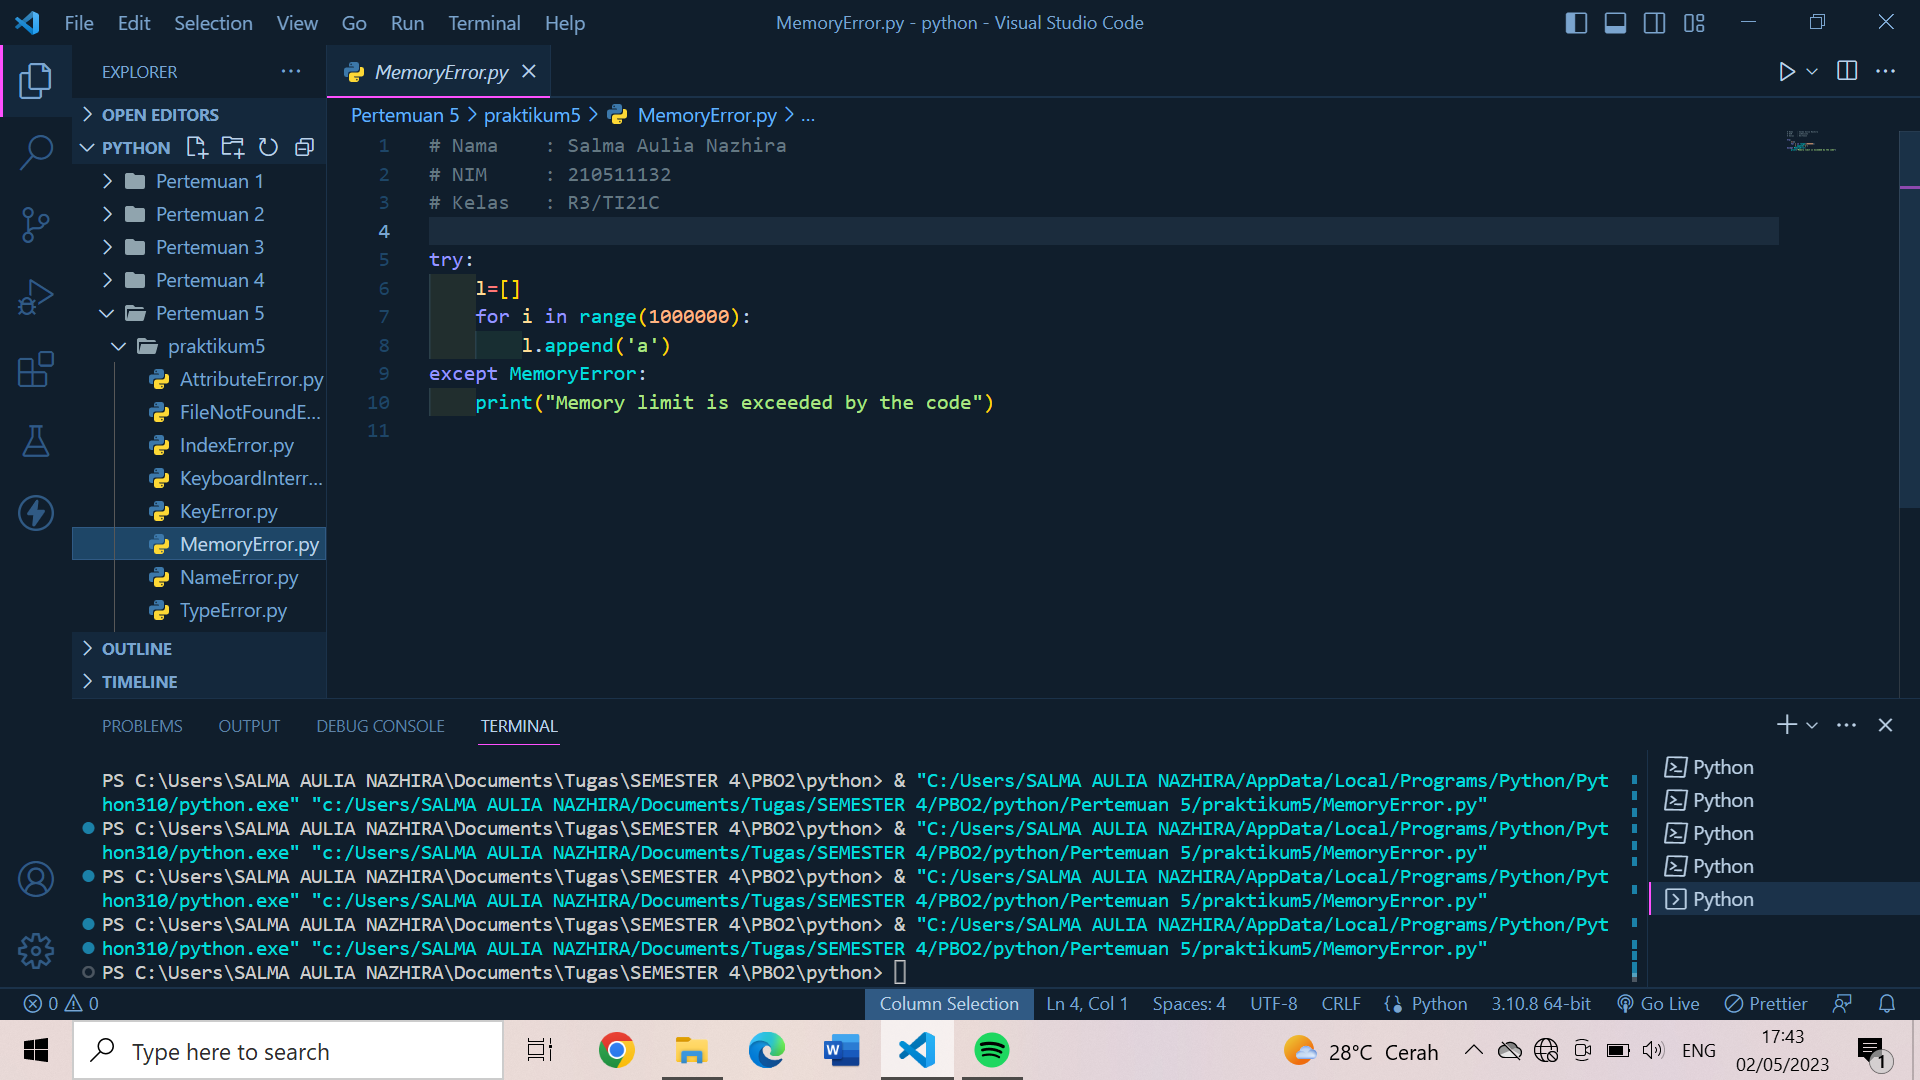 File Edit Selection View Go Run Terminal Help
MemoryError.py - python - Visual Studio Code
EXPLORER
MemoryError.py
OPEN EDITORS
PYTHON
Pertemuan 1
Pertemuan 2
Pertemuan 3
Pertemuan 4
Pertemuan 5
praktikum5
AttributeError.py
FileNotFoundE...
IndexError.py
KeyboardInterr...
KeyError.py
MemoryError.py
NameError.py
TypeError.py
OUTLINE
TIMELINE
Pertemuan 5 > praktikum5 > MemoryError.py > ...
1 # Nama    : Salma Aulia Nazhira
2 # NIM     : 210511132
3 # Kelas   : R3/TI21C
4
5 try:
6     l=[]
7     for i in range(1000000):
8         l.append('a')
9 except MemoryError:
10     print("Memory limit is exceeded by the code")
11
PROBLEMS OUTPUT DEBUG CONSOLE TERMINAL
PS C:\Users\SALMA AULIA NAZHIRA\Documents\Tugas\SEMESTER 4\PBO2\python> & "C:/Users/SALMA AULIA NAZHIRA/AppData/Local/Programs/Python/Pyt
hon310/python.exe" "c:/Users/SALMA AULIA NAZHIRA/Documents/Tugas/SEMESTER 4/PBO2/python/Pertemuan 5/praktikum5/MemoryError.py"
PS C:\Users\SALMA AULIA NAZHIRA\Documents\Tugas\SEMESTER 4\PBO2\python> & "C:/Users/SALMA AULIA NAZHIRA/AppData/Local/Programs/Python/Pyt
hon310/python.exe" "c:/Users/SALMA AULIA NAZHIRA/Documents/Tugas/SEMESTER 4/PBO2/python/Pertemuan 5/praktikum5/MemoryError.py"
PS C:\Users\SALMA AULIA NAZHIRA\Documents\Tugas\SEMESTER 4\PBO2\python> & "C:/Users/SALMA AULIA NAZHIRA/AppData/Local/Programs/Python/Pyt
hon310/python.exe" "c:/Users/SALMA AULIA NAZHIRA/Documents/Tugas/SEMESTER 4/PBO2/python/Pertemuan 5/praktikum5/MemoryError.py"
PS C:\Users\SALMA AULIA NAZHIRA\Documents\Tugas\SEMESTER 4\PBO2\python> & "C:/Users/SALMA AULIA NAZHIRA/AppData/Local/Programs/Python/Pyt
hon310/python.exe" "c:/Users/SALMA AULIA NAZHIRA/Documents/Tugas/SEMESTER 4/PBO2/python/Pertemuan 5/praktikum5/MemoryError.py"
PS C:\Users\SALMA AULIA NAZHIRA\Documents\Tugas\SEMESTER 4\PBO2\python>
Python
Python
Python
Python
Python
0 0 Column Selection Ln 4, Col 1 Spaces: 4 UTF-8 CRLF Python 3.10.8 64-bit Go Live Prettier
Type here to search
28°C Cerah
ENG
17:43
02/05/2023
1